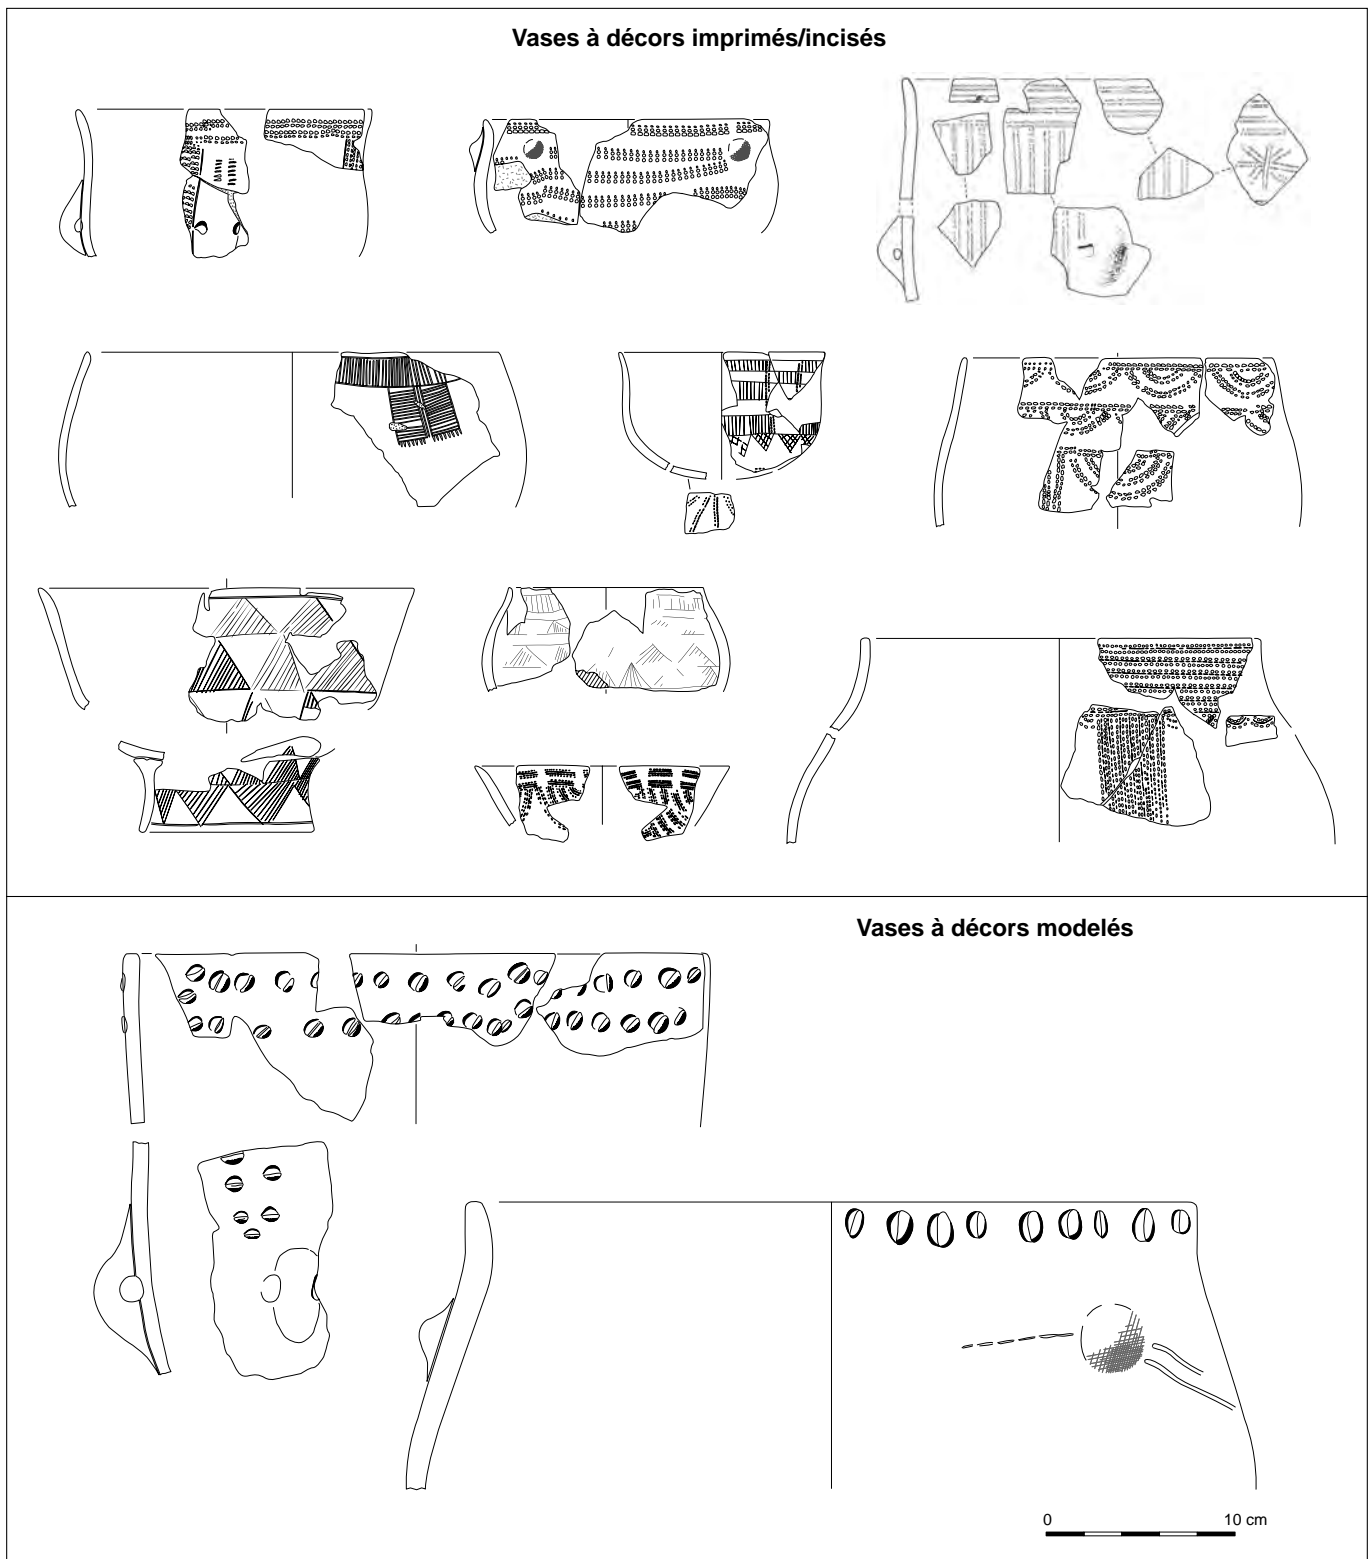 Vases à décors imprimés/incisés
Vases à décors modelés
0 10 cm